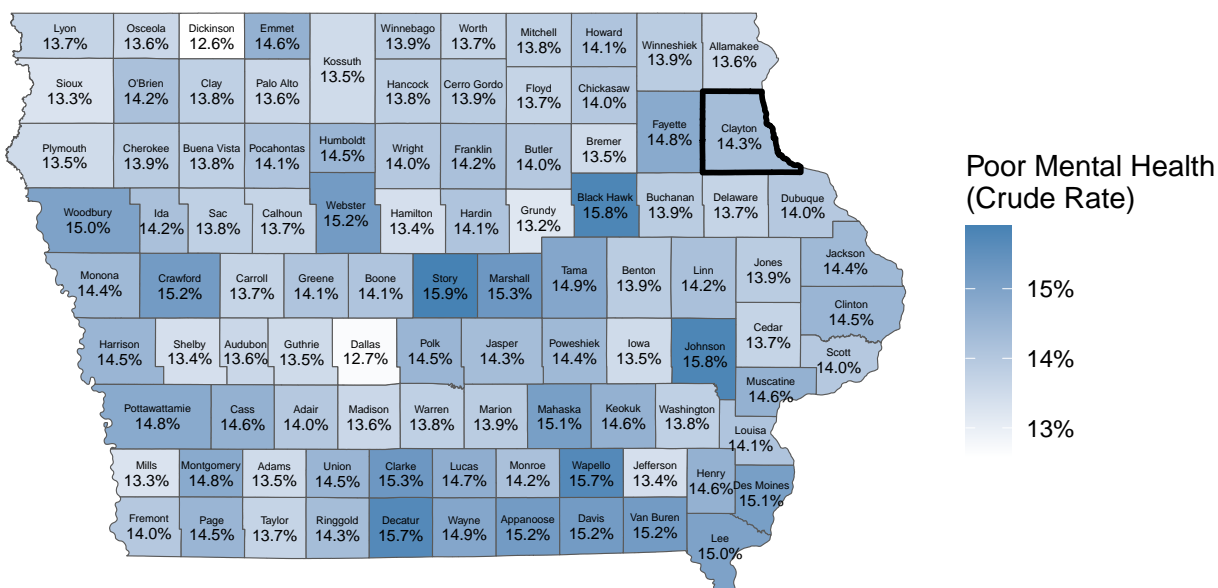 Lyon
13.7%
Osceola
13.6%
Dickinson
12.6%
Emmet
14.6%
Kossuth
13.5%
Winnebago
13.9%
Worth
13.7%
Mitchell
13.8%
Howard
14.1%
Winneshiek
13.9%
Allamakee
13.6%
Sioux
13.3%
O'Brien
14.2%
Clay
13.8%
Palo Alto
13.6%
Hancock
13.8%
Cerro Gordo
13.9%
Floyd
13.7%
Chickasaw
14.0%
Fayette
14.8%
Clayton
14.3%
Plymouth
13.5%
Cherokee
13.9%
Buena Vista
13.8%
Pocahontas
14.1%
Humboldt
14.5%
Wright
14.0%
Franklin
14.2%
Butler
14.0%
Bremer
13.5%
Woodbury
15.0%
Ida
14.2%
Sac
13.8%
Calhoun
13.7%
Webster
15.2%
Hamilton
13.4%
Hardin
14.1%
Grundy
13.2%
Black Hawk
15.8%
Buchanan
13.9%
Delaware
13.7%
Dubuque
14.0%
Monona
14.4%
Crawford
15.2%
Carroll
13.7%
Greene
14.1%
Boone
14.1%
Story
15.9%
Marshall
15.3%
Tama
14.9%
Benton
13.9%
Linn
14.2%
Jones
13.9%
Jackson
14.4%
Clinton
14.5%
Harrison
14.5%
Shelby
13.4%
Audubon
13.6%
Guthrie
13.5%
Dallas
12.7%
Polk
14.5%
Jasper
14.3%
Poweshiek
14.4%
Iowa
13.5%
Johnson
15.8%
Cedar
13.7%
Scott
14.0%
Muscatine
14.6%
Pottawattamie
14.8%
Cass
14.6%
Adair
14.0%
Madison
13.6%
Warren
13.8%
Marion
13.9%
Mahaska
15.1%
Keokuk
14.6%
Washington
13.8%
Louisa
14.1%
Mills
13.3%
Montgomery
14.8%
Adams
13.5%
Union
14.5%
Clarke
15.3%
Lucas
14.7%
Monroe
14.2%
Wapello
15.7%
Jefferson
13.4%
Henry
14.6%
Des Moines
15.1%
Fremont
14.0%
Page
14.5%
Taylor
13.7%
Ringgold
14.3%
Decatur
15.7%
Wayne
14.9%
Appanoose
15.2%
Davis
15.2%
Van Buren
15.2%
Lee
15.0%
Poor Mental Health
(Crude Rate)
15%
14%
13%